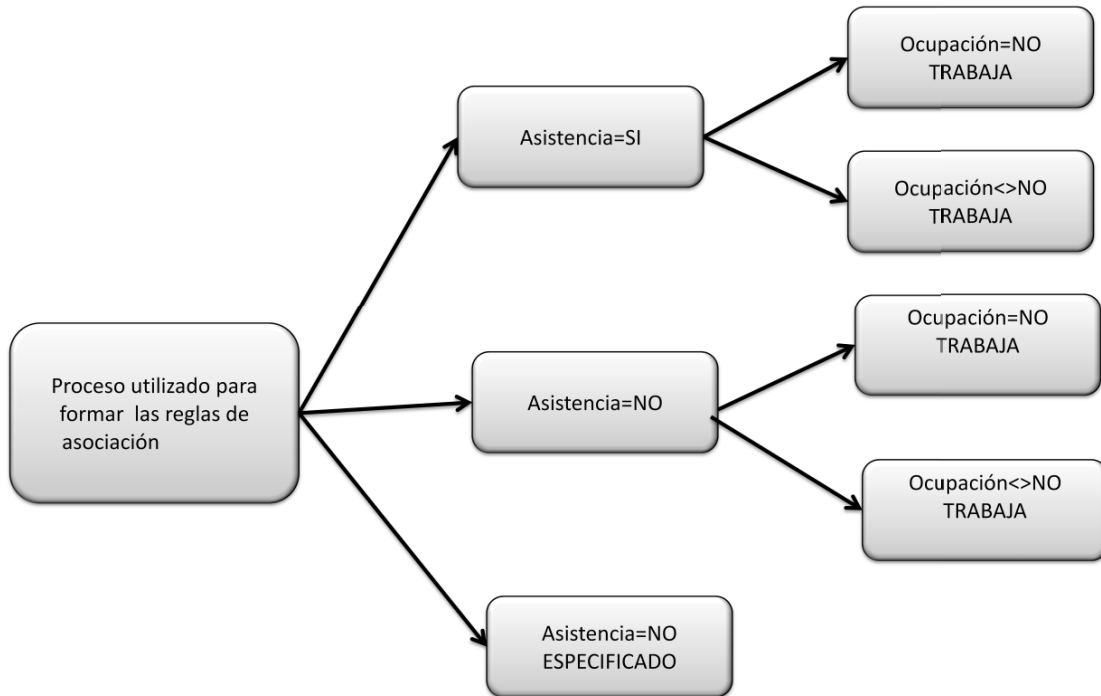 Proceso utilizado para
formar las reglas de
asociación
Asistencia=SI
Ocupación=NO
TRABAJA
Ocupación<>NO
TRABAJA
Asistencia=NO
Ocupación=NO
TRABAJA
Ocupación<>NO
TRABAJA
Asistencia=NO
ESPECIFICADO